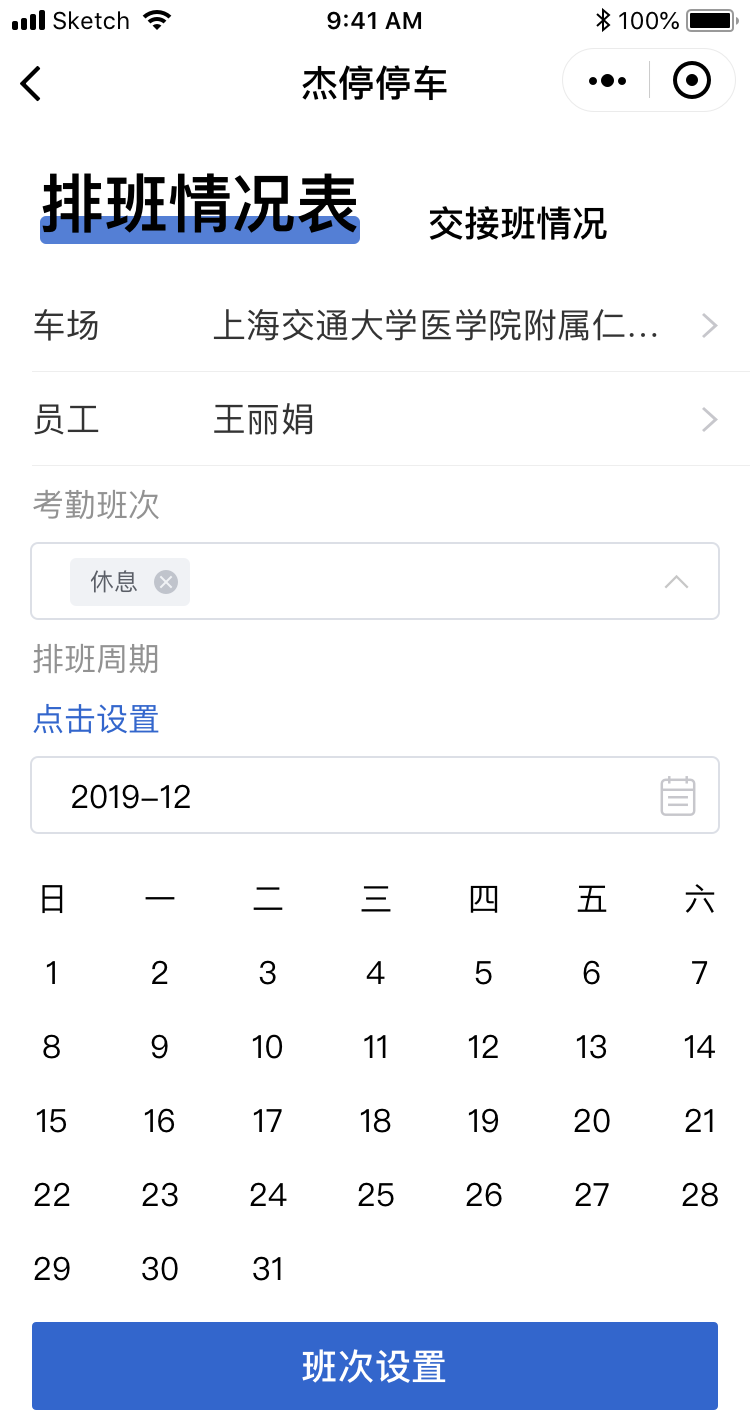 Sketch 9:41 AM 100%
杰停停车
排班情况表 交接班情况
车场 上海交通大学医学院附属仁...
员工 王丽娟
考勤班次
休息
排班周期
点击设置
2019-12
日 一 二 三 四 五 六
1 2 3 4 5 6 7
8 9 10 11 12 13 14
15 16 17 18 19 20 21
22 23 24 25 26 27 28
29 30 31
班次设置